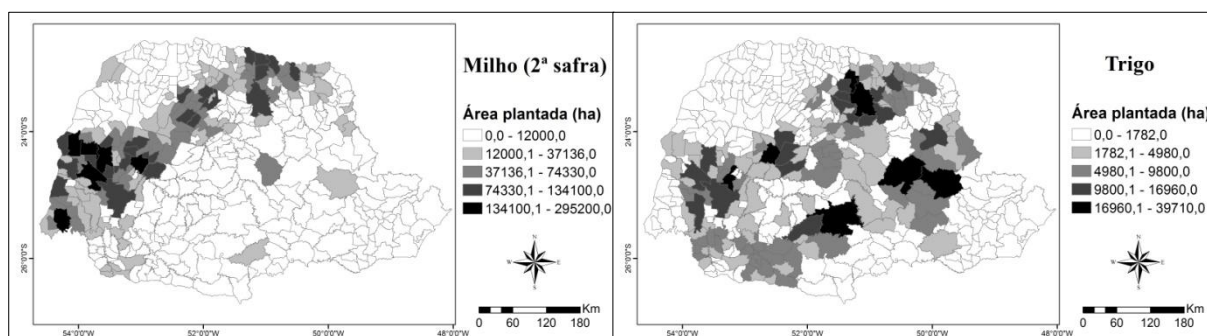 Milho (2ª safra)
Área plantada (ha)
0,0 - 12000,0
12000,1 - 37136,0
37136,1 - 74330,0
74330,1 - 134100,0
134100,1 - 295200,0
N
W E
S
Km
0 30 60 120 180
24°0'0"S
26°0'0"S
54°0'0"W 52°0'0"W 50°0'0"W 48°0'0"W
Trigo
Área plantada (ha)
0,0 - 1782,0
1782,1 - 4980,0
4980,1 - 9800,0
9800,1 - 16960,0
16960,1 - 39710,0
N
W E
S
Km
0 30 60 120 180
24°0'0"S
26°0'0"S
54°0'0"W 52°0'0"W 50°0'0"W 48°0'0"W